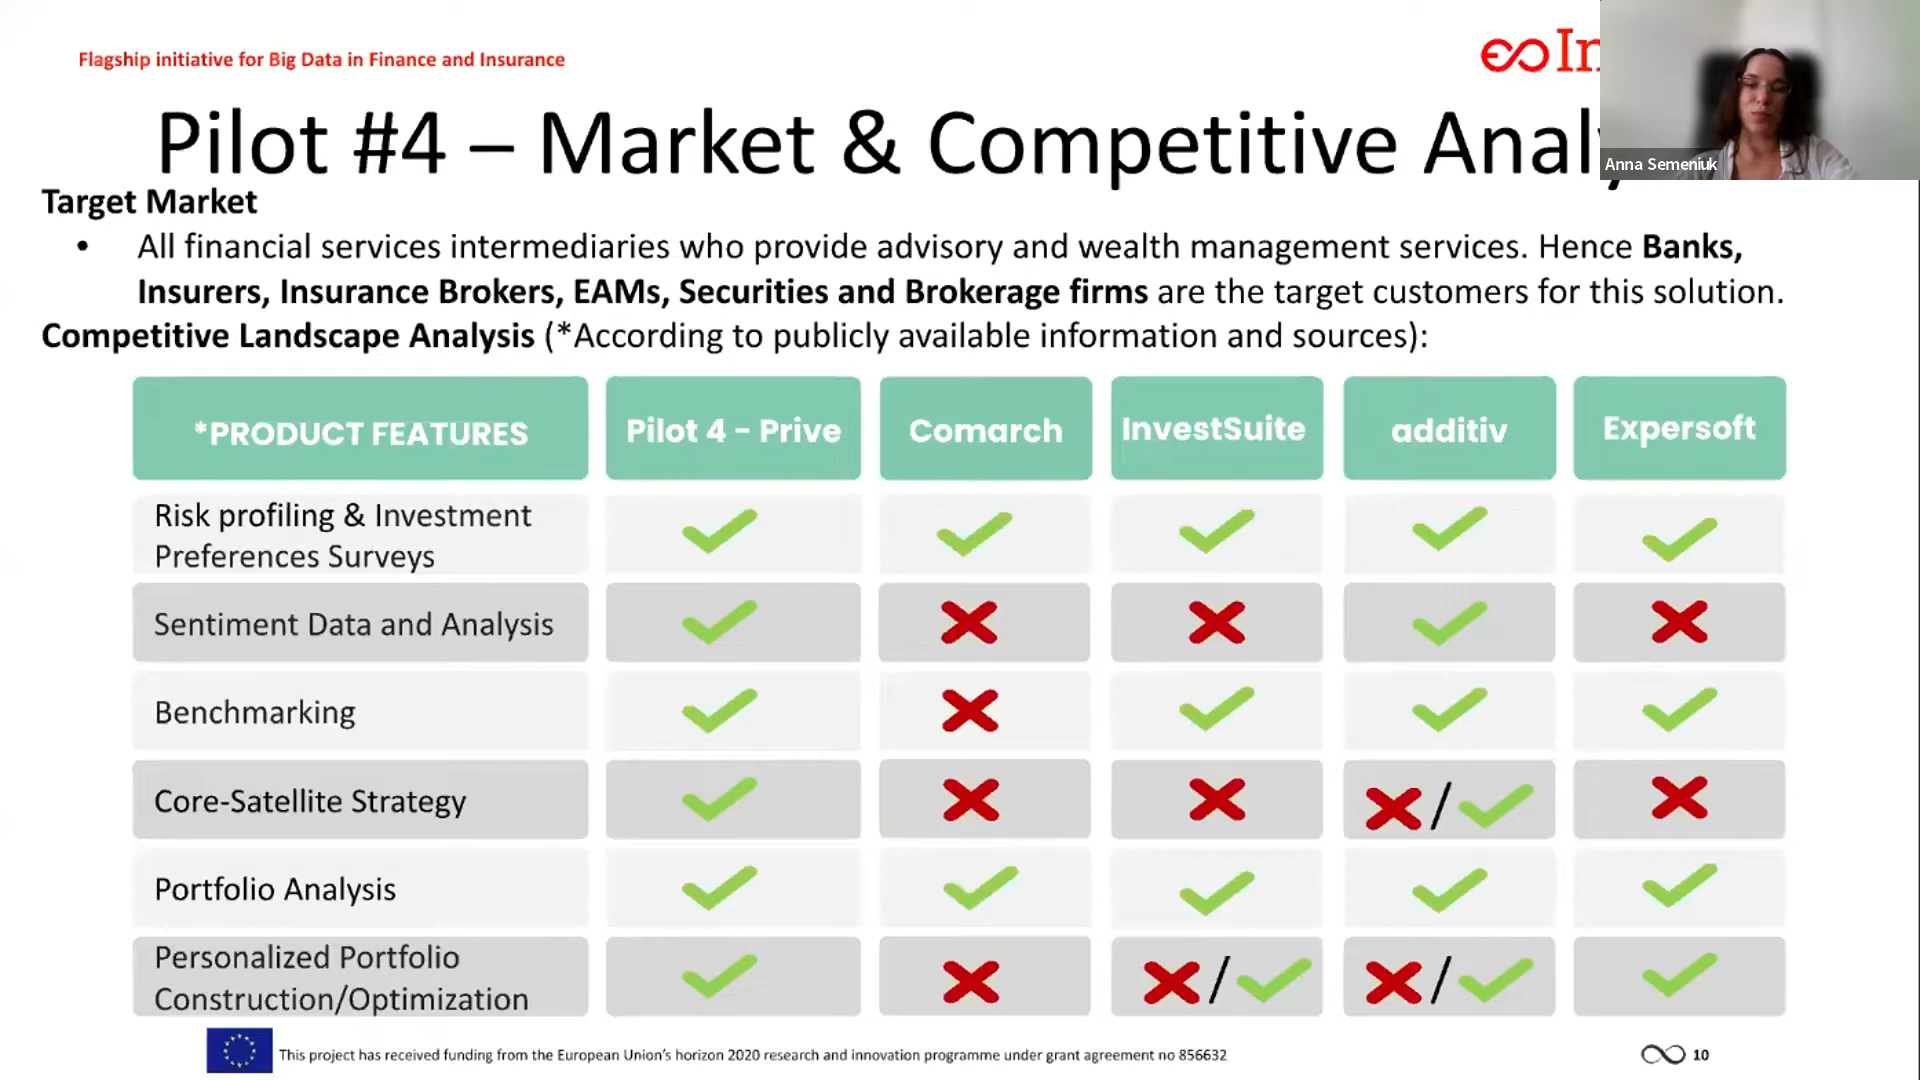 Flagship initiative for Big Data in Finance and Insurance
Pilot #4 – Market & Competitive
Anna Semeniuk
Target Market
• All financial services intermediaries who provide advisory and wealth management services. Hence Banks,
Insurers, Insurance Brokers, EAMs, Securities and Brokerage firms are the target customers for this solution.
Competitive Landscape Analysis (*According to publicly available information and sources):
*PRODUCT FEATURES Pilot 4 - Prive Comarch InvestSuite additiv Expersoft
Risk profiling & Investment
Preferences Surveys
Sentiment Data and Analysis
Benchmarking
Core-Satellite Strategy
/
Portfolio Analysis
Personalized Portfolio
Construction/Optimization
/ /
This project has received funding from the European Union's horizon 2020 research and innovation programme under grant agreement no 856632
10